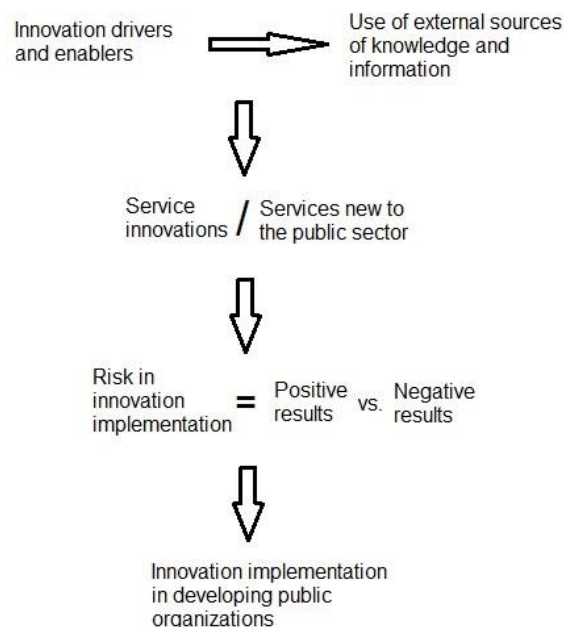 Innovation drivers
and enablers
Use of external sources
of knowledge and
information
Service
innovations
/
Services new to
the public sector
Risk in
innovation
implementation
=
Positive
results
vs.
Negative
results
Innovation implementation
in developing public
organizations